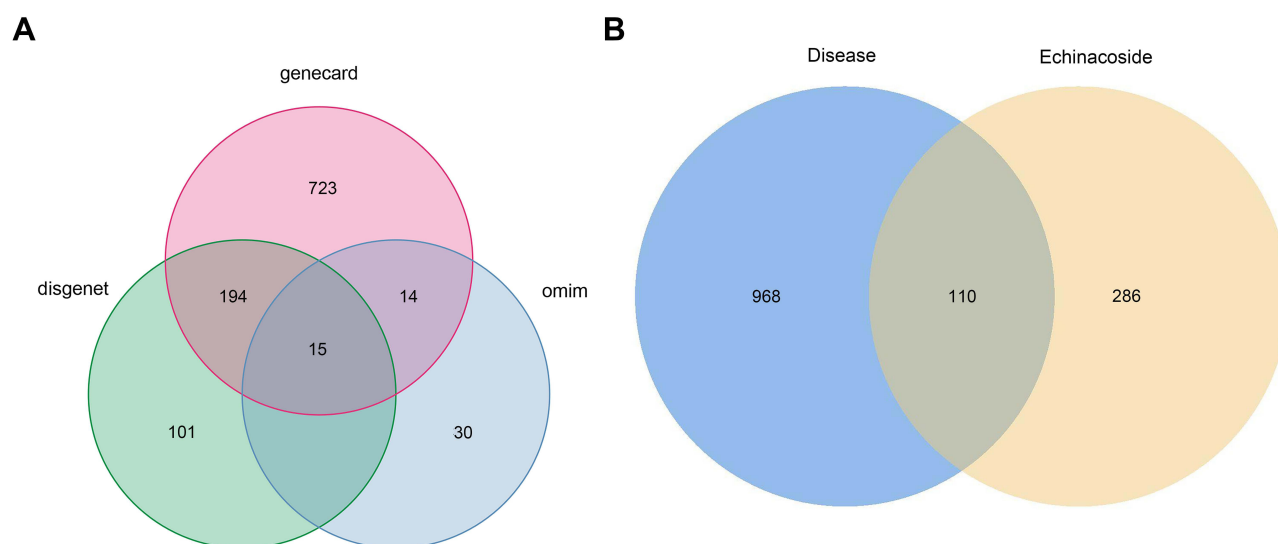 A
B
genecard
Disease
Echinacoside
723
disgenet
194
14
omim
15
101
30
968
110
286